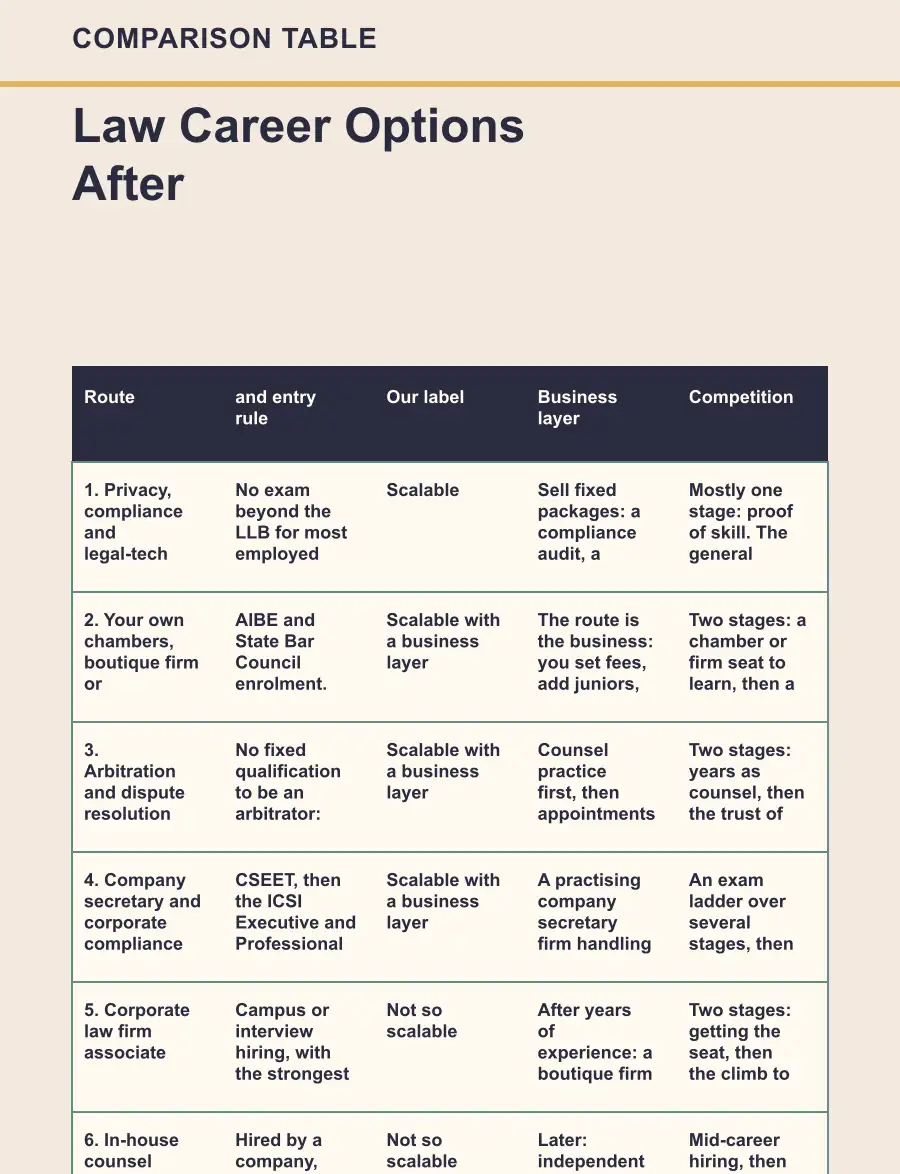 COMPARISON TABLE
Law Career Options
After
Route
and entry
rule
Our label
Business
layer
Competition
1. Privacy,
compliance
and
legal-tech
No exam
beyond the
LLB for most
employed
Scalable
Sell fixed
packages: a
compliance
audit, a
Mostly one
stage: proof
of skill. The
general
2. Your own
chambers,
boutique firm
or
AIBE and
State Bar
Council
enrolment.
Scalable with
a business
layer
The route is
the business:
you set fees,
add juniors,
Two stages: a
chamber or
firm seat to
learn, then a
3.
Arbitration
and dispute
resolution
No fixed
qualification
to be an
arbitrator:
Scalable with
a business
layer
Counsel
practice
first, then
appointments
Two stages:
years as
counsel, then
the trust of
4. Company
secretary and
corporate
compliance
CSEET, then
the ICSI
Executive and
Professional
Scalable with
a business
layer
A practising
company
secretary
firm handling
An exam
ladder over
several
stages, then
5. Corporate
law firm
associate
Campus or
interview
hiring, with
the strongest
Not so
scalable
After years
of
experience: a
boutique firm
Two stages:
getting the
seat, then
the climb to
6. In-house
counsel
Hired by a
company,
Not so
scalable
Later:
independent
Mid-career
hiring, then